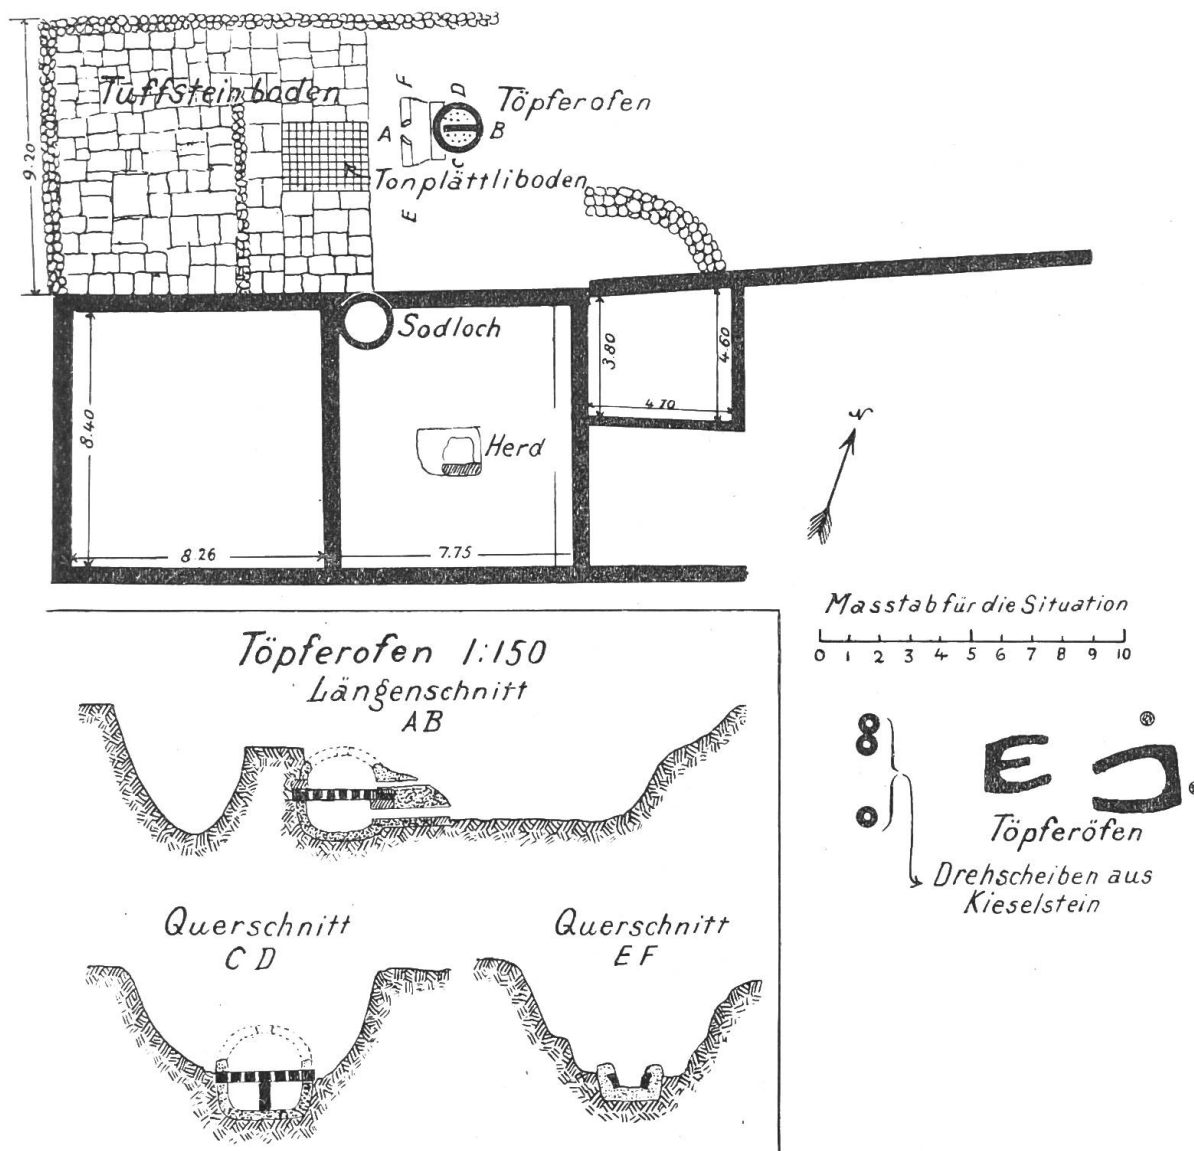 Tuffsteinboden
F
D
Töpferofen
A
B
C
Tonplättliboden
E
9.20
Sodloch
3.80
4.60
4.70
8.40
Herd
N
8.26
7.75
Masstab für die Situation
0 1 2 3 4 5 6 7 8 9 10
Töpferofen 1:150
Längenschnitt
AB
Töpferöfen
Drehscheiben aus
Kieselstein
Querschnitt
CD
Querschnitt
EF